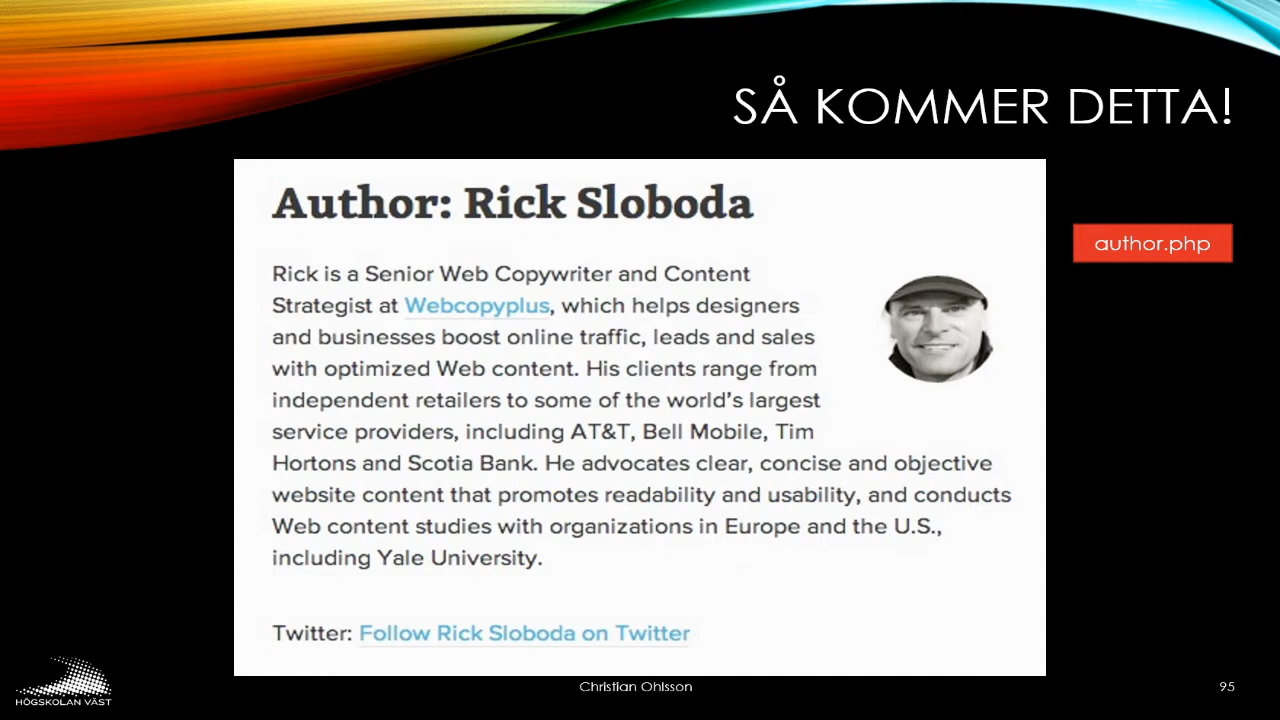 SÅ KOMMER DETTA!
Author: Rick Sloboda
author.php
Rick is a Senior Web Copywriter and Content
Strategist at Webcopyplus, which helps designers
and businesses boost online traffic, leads and sales
with optimized Web content. His clients range from
independent retailers to some of the world's largest
service providers, including AT&T, Bell Mobile, Tim
Hortons and Scotia Bank. He advocates clear, concise and objective
website content that promotes readability and usability, and conducts
Web content studies with organizations in Europe and the U.S.,
including Yale University.
Twitter: Follow Rick Sloboda on Twitter
HÖGSKOLAN VÄST
Christian Ohlsson
95